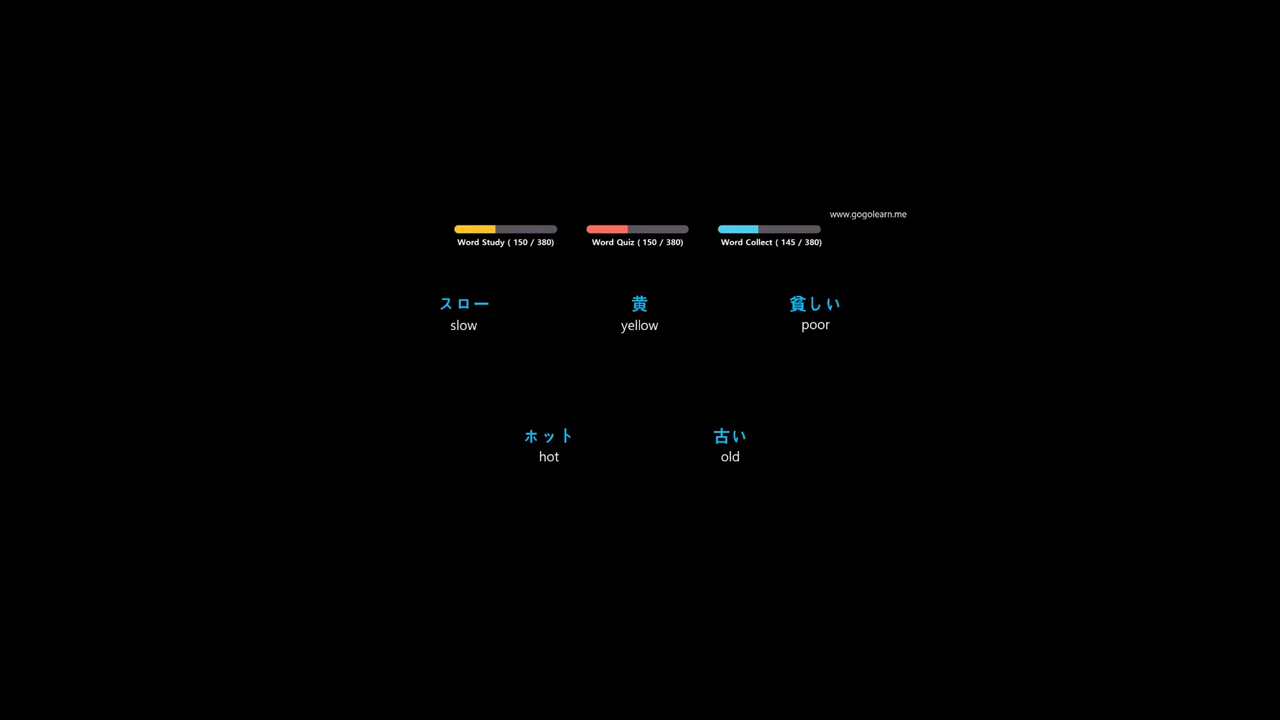 www.gogolearn.me
Word Study ( 150 / 380)
Word Quiz ( 150 / 380)
Word Collect ( 145 / 380)
スロー
slow
黄
yellow
貧しい
poor
ホット
hot
古い
old